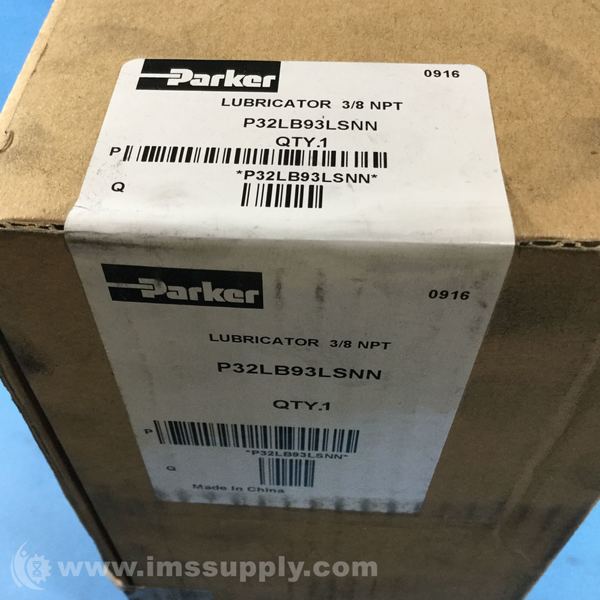 Parker
0916
LUBRICATOR 3/8 NPT
P32LB93LSNN
QTY.1
P
*P32LB93LSNN*
Q
Parker
0916
LUBRICATOR 3/8 NPT
P32LB93LSNN
QTY.1
P
*P32LB93LSNN*
Q
Made In China
www.imssupply.com